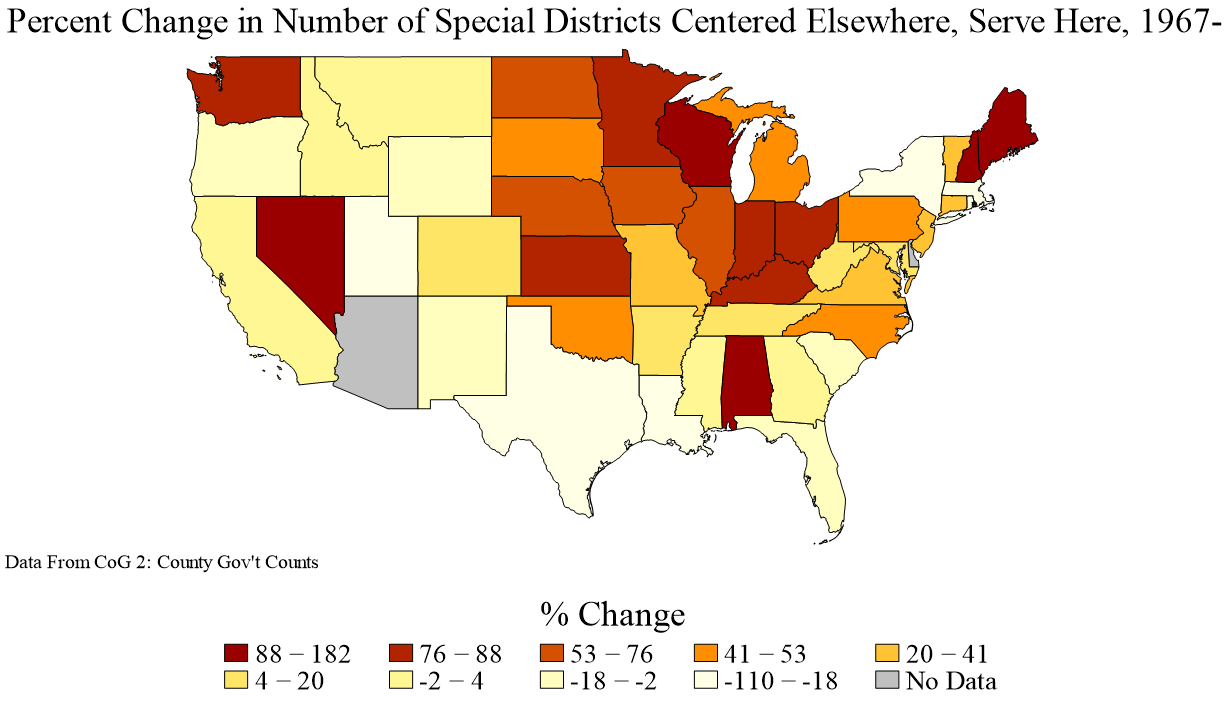 Percent Change in Number of Special Districts Centered Elsewhere, Serve Here, 1967-
Data From CoG 2: County Gov't Counts
% Change
88 – 182 76 – 88 53 – 76 41 – 53 20 – 41
4 – 20 -2 – 4 -18 – -2 -110 – -18 No Data